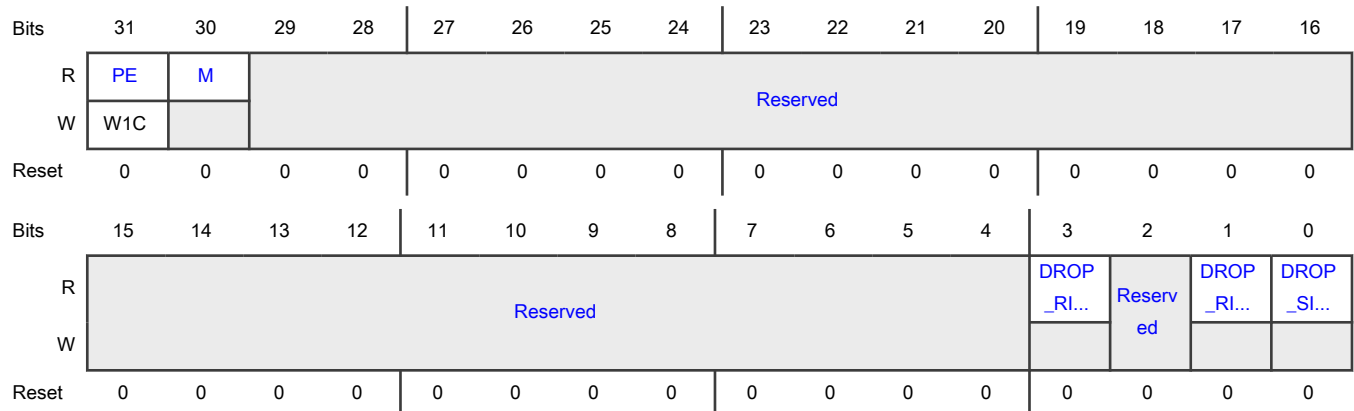 Bits 31 30 29 28 27 26 25 24 23 22 21 20 19 18 17 16
R PE M Reserved
W W1C
Reset 0 0 0 0 0 0 0 0 0 0 0 0 0 0 0 0
Bits 15 14 13 12 11 10 9 8 7 6 5 4 3 2 1 0
R Reserved DROP _RI... Reserv ed DROP _RI... DROP _SI...
W
Reset 0 0 0 0 0 0 0 0 0 0 0 0 0 0 0 0